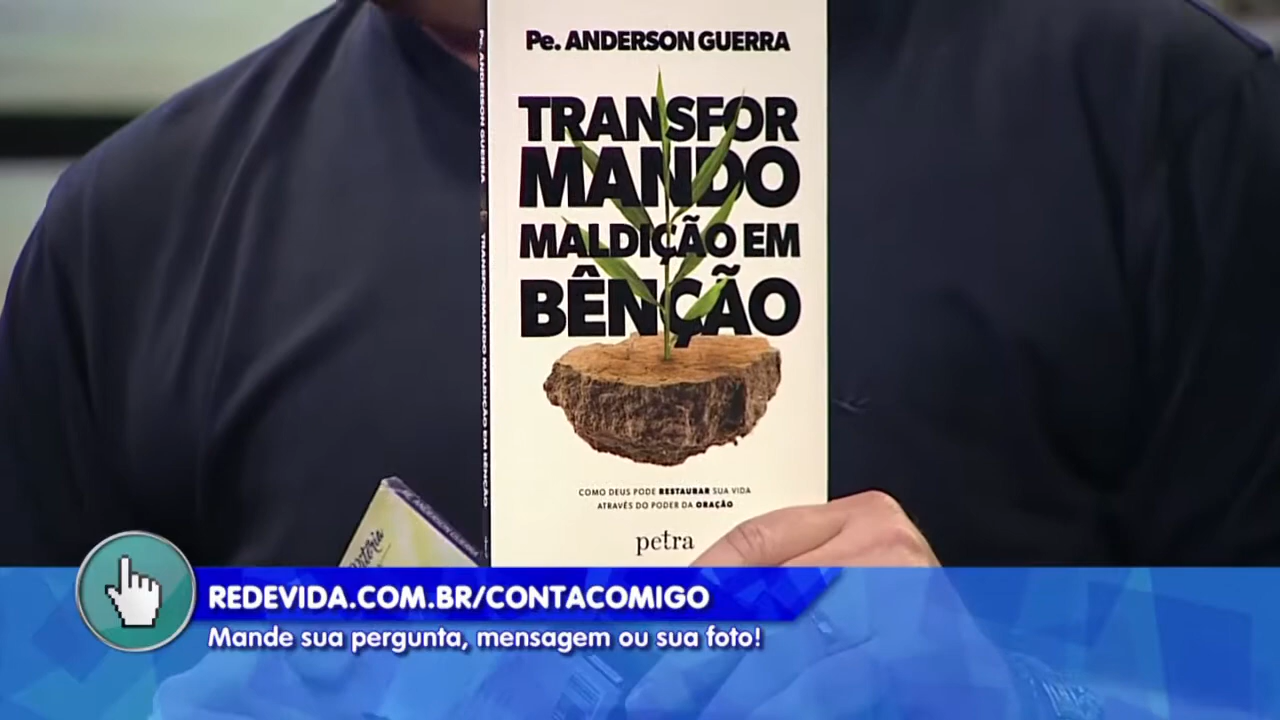 Pe. ANDERSON GUERRA
TRANSFOR
MANDO
MALDIÇÃO EM
BÊNÇÃO
COMO DEUS PODE RESTAURAR SUA VIDA
ATRAVÉS DO PODER DA ORAÇÃO
petra
Pe. ANDERSON GUERRA TRANSFORMANDO MALDIÇÃO EM BÊNÇÃO
ANDERSON GUERRA
REDEVIDA.COM.BR/CONTACOMIGO
Mande sua pergunta, mensagem ou sua foto!